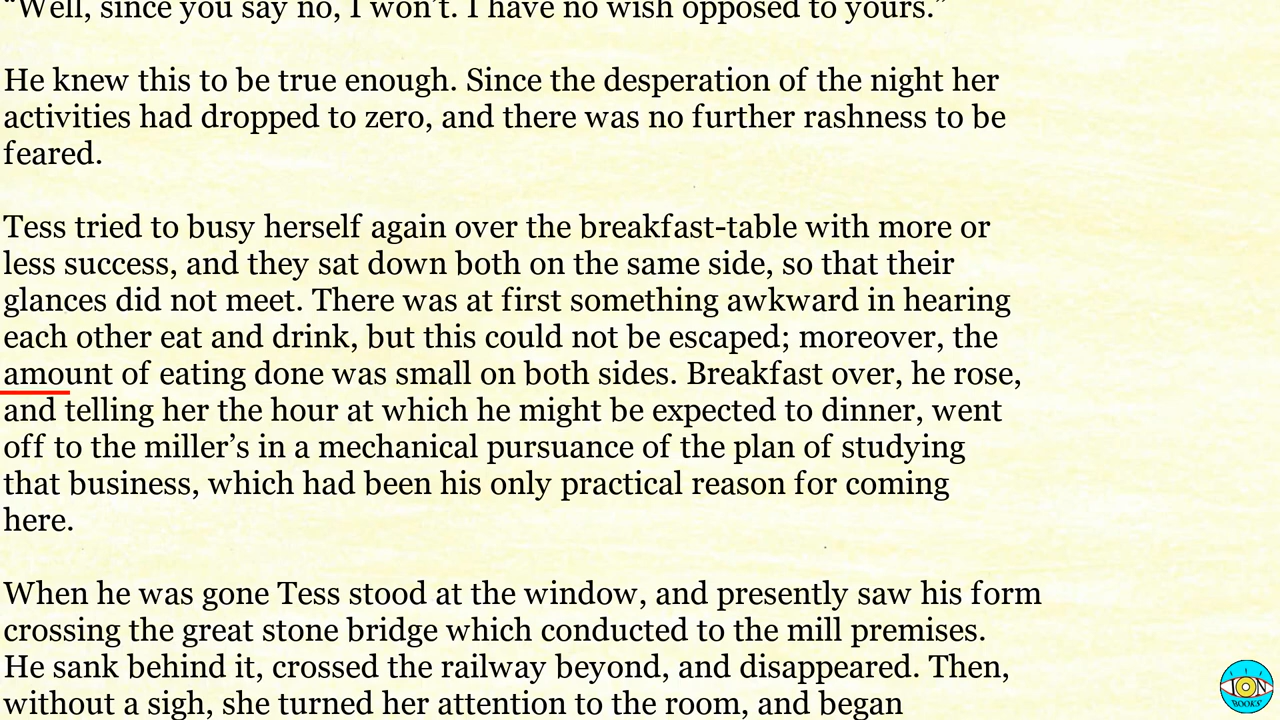 “Well, since you say no, I won’t. I have no wish opposed to yours.”
He knew this to be true enough. Since the desperation of the night her
activities had dropped to zero, and there was no further rashness to be
feared.
Tess tried to busy herself again over the breakfast-table with more or
less success, and they sat down both on the same side, so that their
glances did not meet. There was at first something awkward in hearing
each other eat and drink, but this could not be escaped; moreover, the
amount of eating done was small on both sides. Breakfast over, he rose,
and telling her the hour at which he might be expected to dinner, went
off to the miller’s in a mechanical pursuance of the plan of studying
that business, which had been his only practical reason for coming
here.
When he was gone Tess stood at the window, and presently saw his form
crossing the great stone bridge which conducted to the mill premises.
He sank behind it, crossed the railway beyond, and disappeared. Then,
without a sigh, she turned her attention to the room, and began
ION
BOOKS